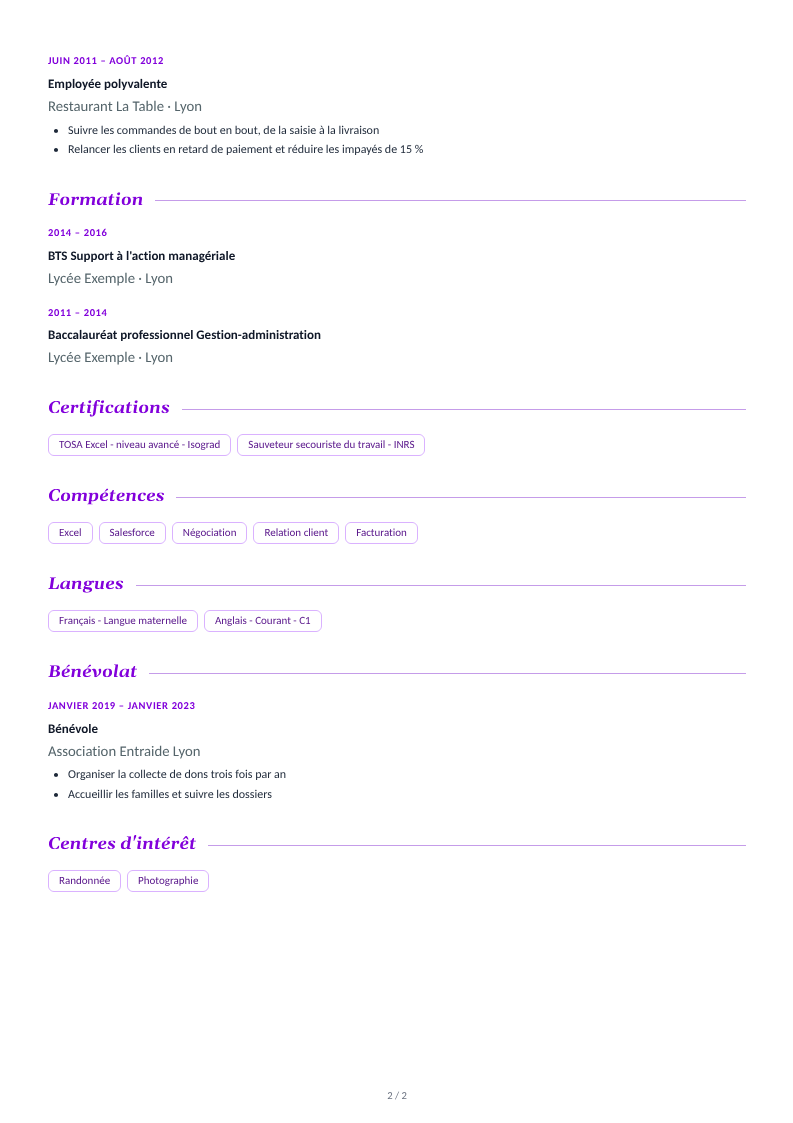 JUIN 2011 – AOÛT 2012
Employée polyvalente
Restaurant La Table · Lyon
• Suivre les commandes de bout en bout, de la saisie à la livraison
• Relancer les clients en retard de paiement et réduire les impayés de 15 %
Formation
2014 – 2016
BTS Support à l'action managériale
Lycée Exemple · Lyon
2011 – 2014
Baccalauréat professionnel Gestion-administration
Lycée Exemple · Lyon
Certifications
TOSA Excel - niveau avancé - Isograd
Sauveteur secouriste du travail - INRS
Compétences
Excel
Salesforce
Négociation
Relation client
Facturation
Langues
Français - Langue maternelle
Anglais - Courant - C1
Bénévolat
JANVIER 2019 – JANVIER 2023
Bénévole
Association Entraide Lyon
• Organiser la collecte de dons trois fois par an
• Accueillir les familles et suivre les dossiers
Centres d'intérêt
Randonnée
Photographie
2 / 2